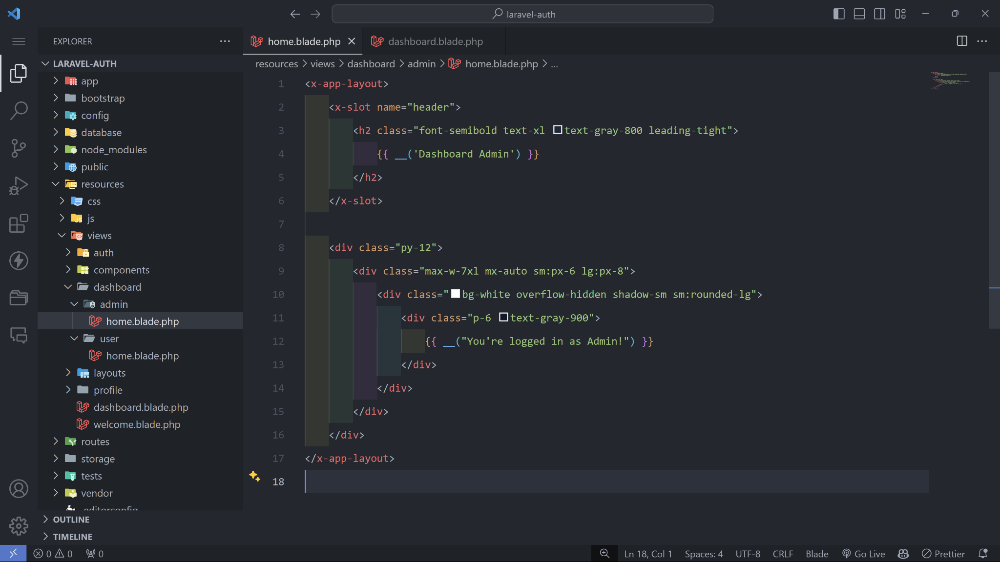 laravel-auth
EXPLORER
LARAVEL-AUTH
app
bootstrap
config
database
node_modules
public
resources
css
js
views
auth
components
dashboard
admin
home.blade.php
user
home.blade.php
layouts
profile
dashboard.blade.php
welcome.blade.php
routes
storage
tests
vendor
.editorconfig
OUTLINE
TIMELINE
home.blade.php
dashboard.blade.php
resources > views > dashboard > admin > home.blade.php > ...
1 <x-app-layout>
2 <x-slot name="header">
3 <h2 class="font-semibold text-xl text-gray-800 leading-tight">
4 {{ __('Dashboard Admin') }}
5 </h2>
6 </x-slot>
7
8 <div class="py-12">
9 <div class="max-w-7xl mx-auto sm:px-6 lg:px-8">
10 <div class="bg-white overflow-hidden shadow-sm sm:rounded-lg">
11 <div class="p-6 text-gray-900">
12 {{ __("You're logged in as Admin!") }}
13 </div>
14 </div>
15 </div>
16 </div>
17 </x-app-layout>
18
0 0 0 Ln 18, Col 1 Spaces: 4 UTF-8 CRLF Blade Go Live Prettier